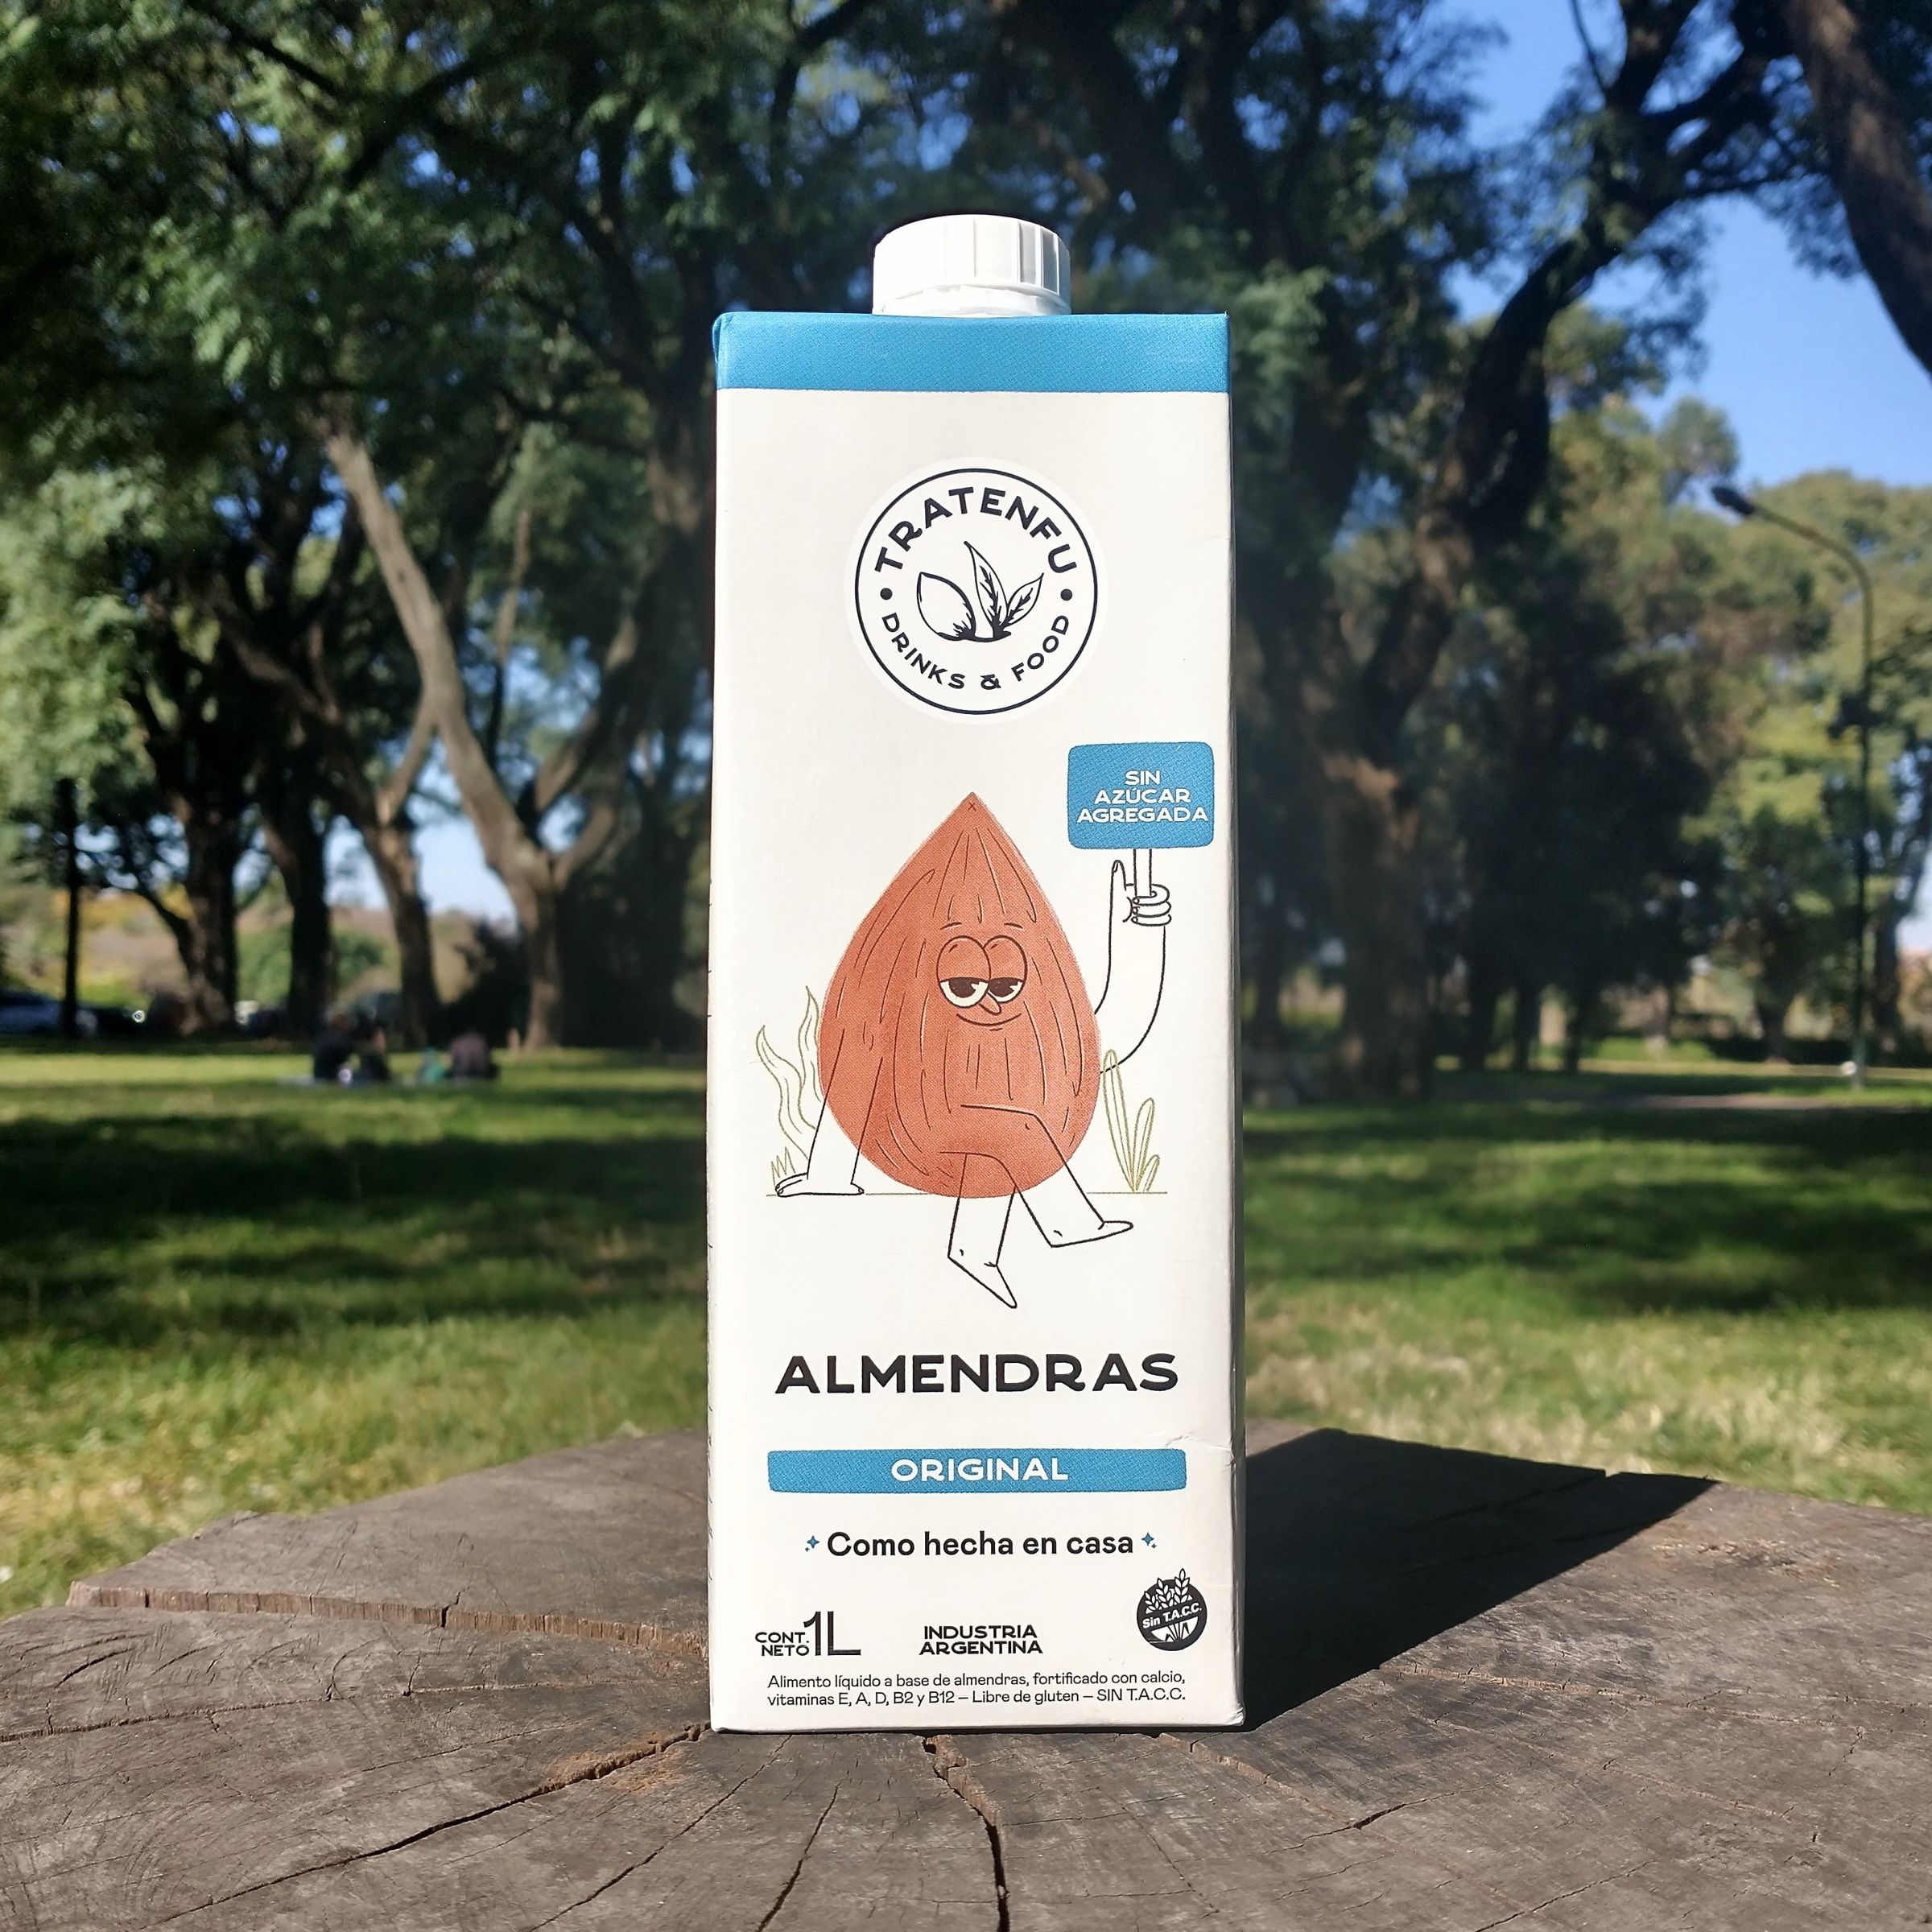 TRATENFU
DRINKS & FOOD
SIN
AZÚCAR
AGREGADA
ALMENDRAS
ORIGINAL
Como hecha en casa
CONT.
NETO 1L
INDUSTRIA
ARGENTINA
Sin T.A.C.C.
Alimento líquido a base de almendras, fortificado con calcio,
vitaminas E, A, D, B2 y B12 – Libre de gluten – SIN T.A.C.C.